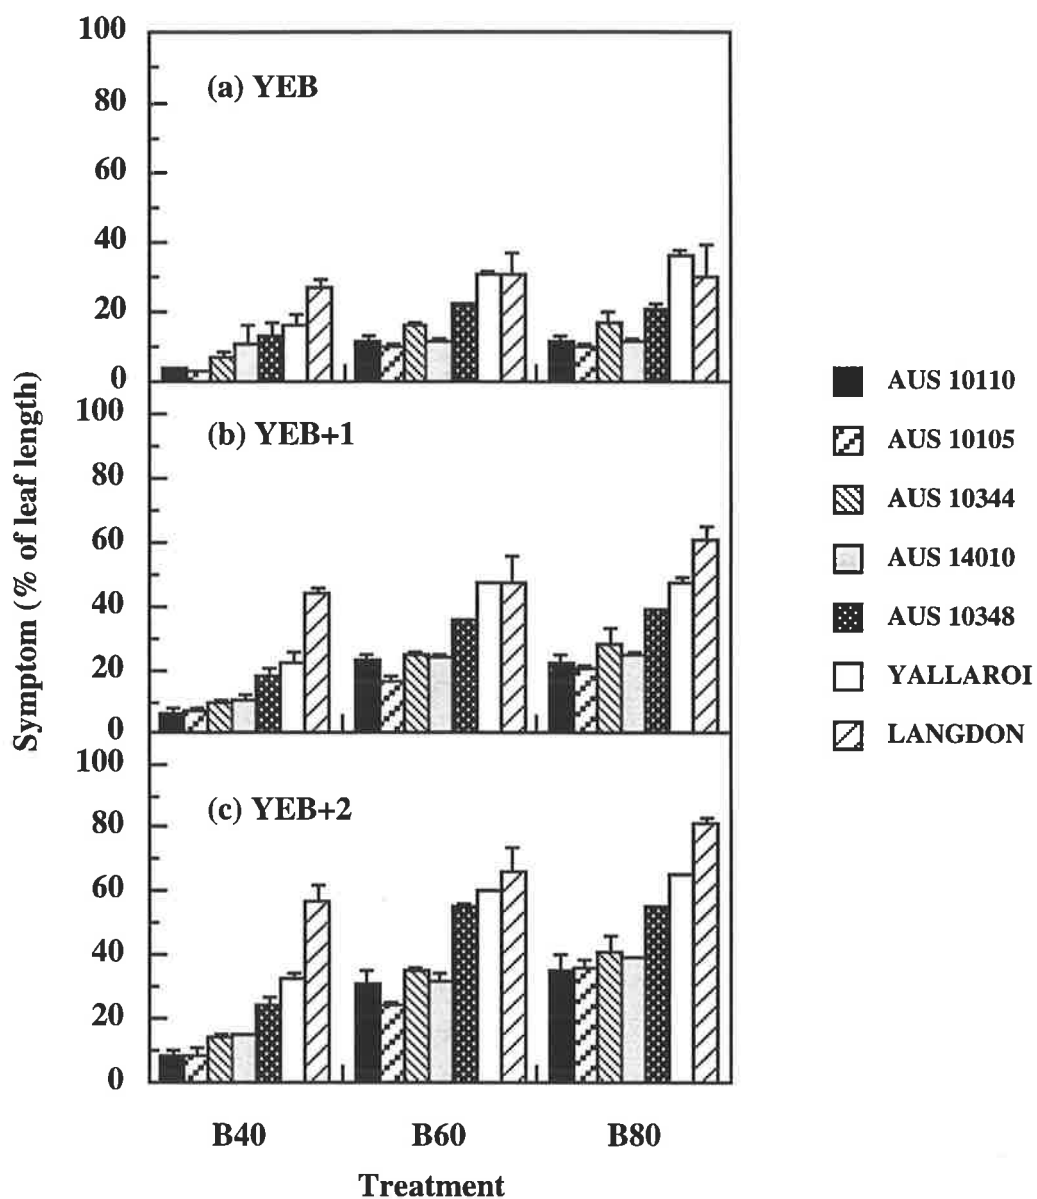 100
80
60
40
20
0
(a) YEB
100
80
60
40
20
0
(b) YEB+1
100
80
60
40
20
0
(c) YEB+2
Symptom (% of leaf length)
B40 B60 B80
Treatment
AUS 10110
AUS 10105
AUS 10344
AUS 14010
AUS 10348
YALLAROI
LANGDON